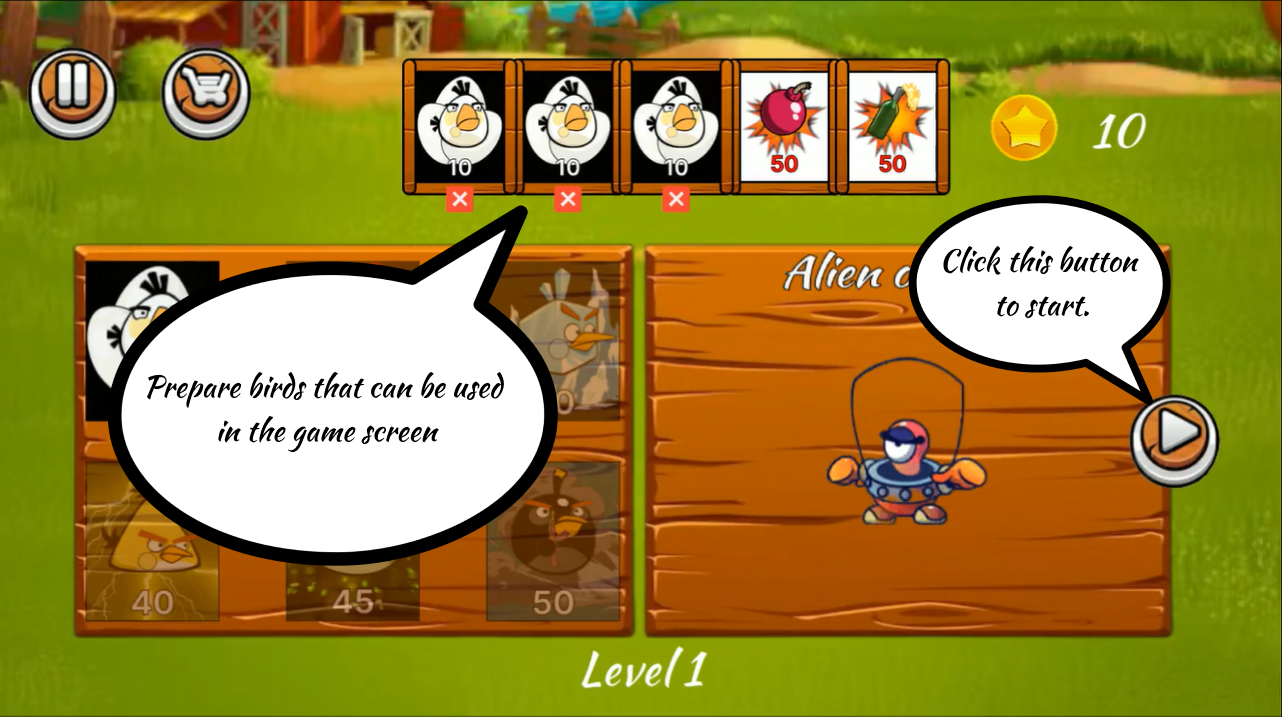 10
10
10
50
50
10
Alien
Click this button
to start.
Prepare birds that can be used
in the game screen
40
45
50
Level 1